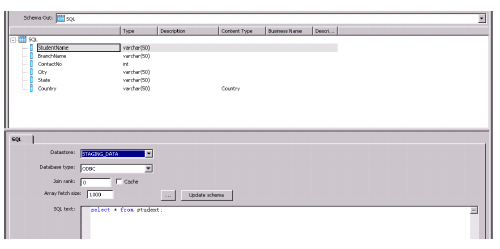 Schema Out: SQL
Type Description Content Type Business Name Descri...
SQL
StudentName varchar(50)
BranchName varchar(50)
ContactNo int
City varchar(50)
State varchar(50)
Country varchar(50) Country
SQL
Datastore: STAGING_DATA
Database type: ODBC
Join rank: 0 Cache
Array fetch size: 1000 ... Update schema
SQL text: select * from student;